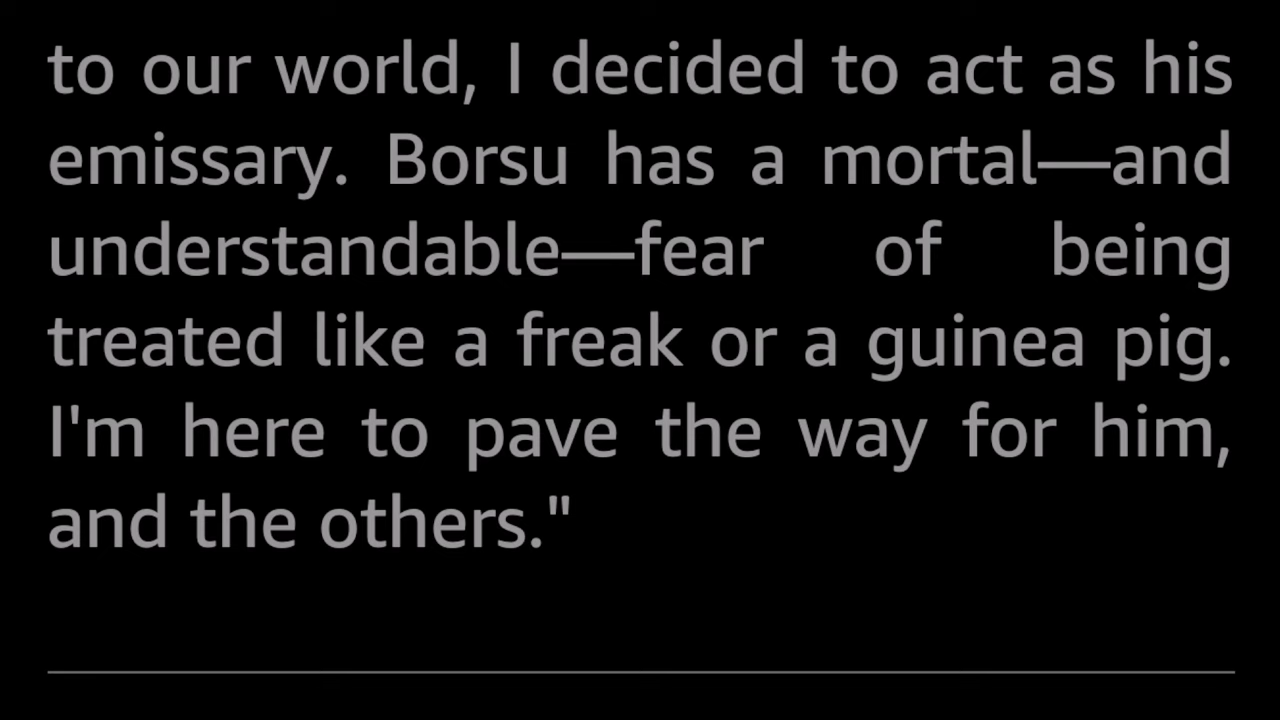 to our world, I decided to act as his
emissary. Borsu has a mortal—and
understandable—fear of being
treated like a freak or a guinea pig.
I'm here to pave the way for him,
and the others."